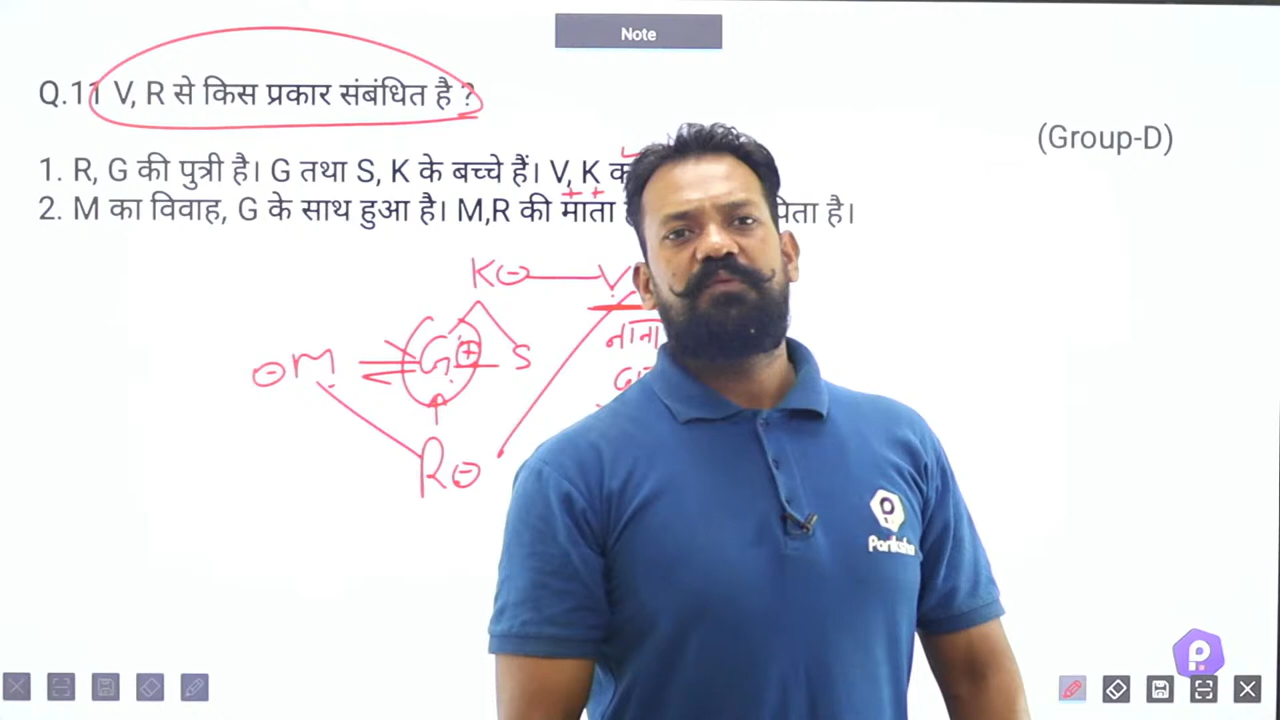 Note
Q.11 V, R से किस प्रकार संबंधित है ?
(Group-D)
1. R, G की पुत्री है। G तथा S, K के बच्चे हैं। V, K
2. M का विवाह, G के साथ हुआ है। M,R की माता पिता है।
K V
नाना
M G + S
R
Pariksha